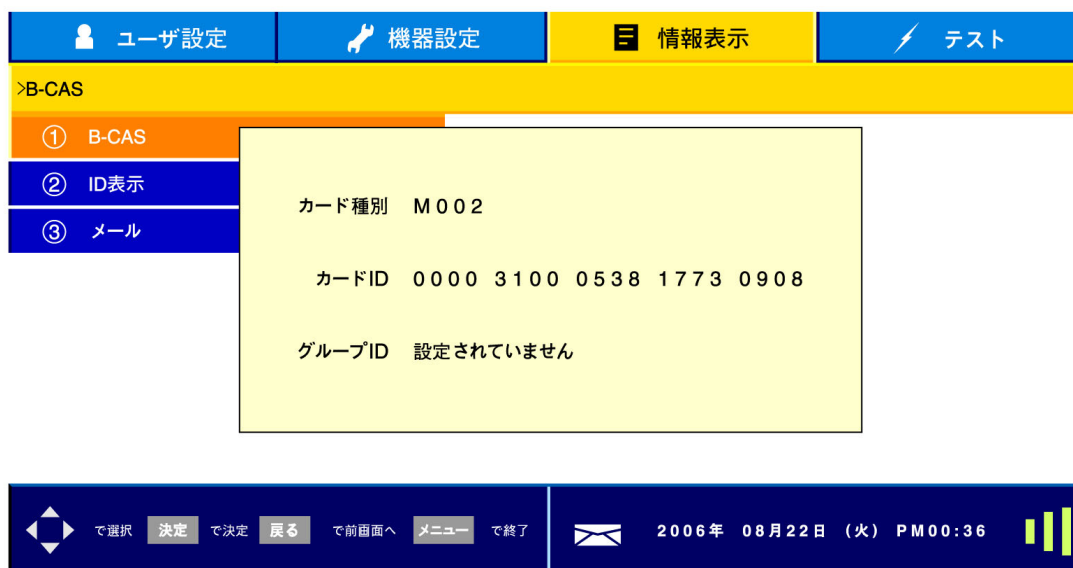 ユーザ設定 機器設定 情報表示 テスト
>B-CAS
① B-CAS
② ID表示
③ メール
カード種別 M002
カードID 0000 3100 0538 1773 0908
グループID 設定されていません
で選択 決定 で決定 戻る で前画面へ メニュー で終了 2006年 08月22日 (火) PM00:36